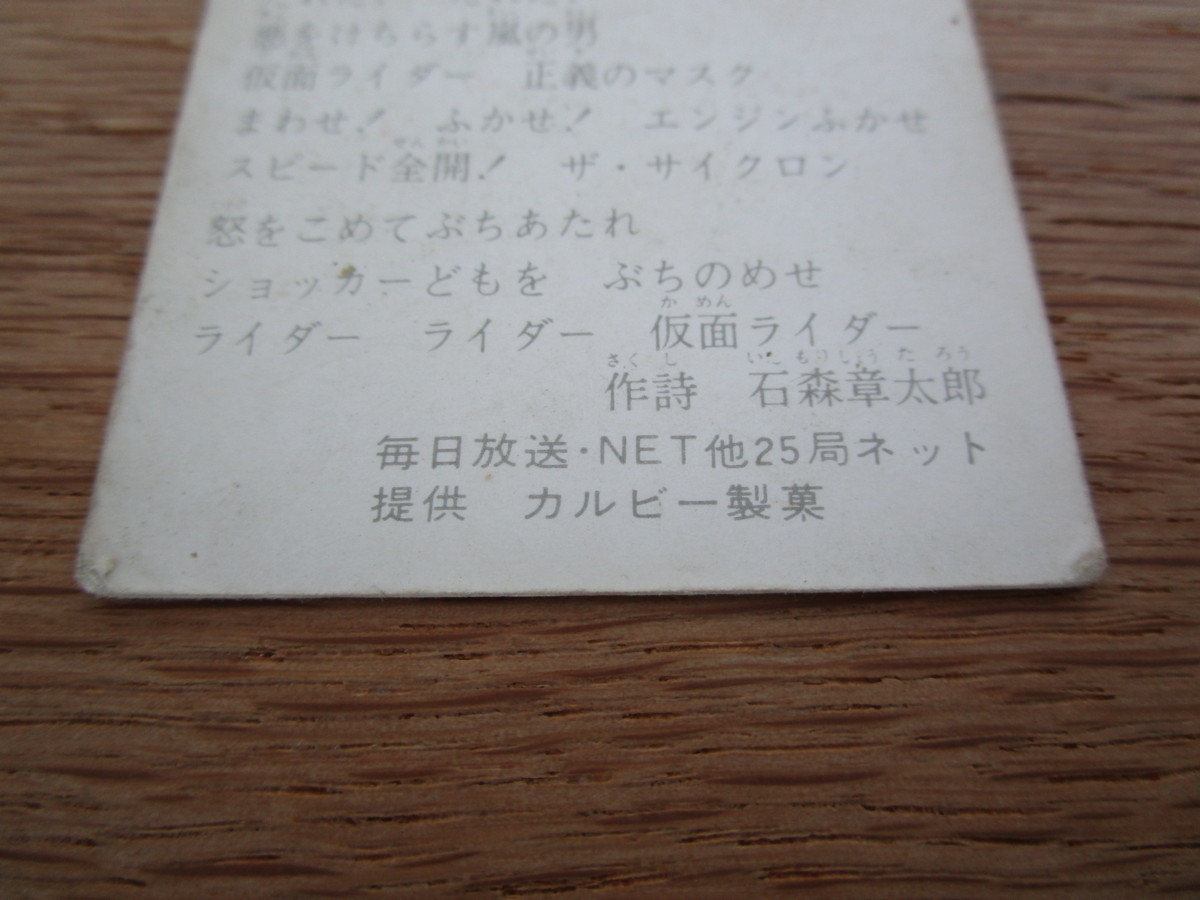 悪をけちらす嵐の男
仮面ライダー　正義のマスク
まわせ！　ふかせ！　エンジンふかせ
ぜん かい
スピード全開！　ザ・サイクロン
怒をこめてぶちあたれ
ショッカーどもを　ぶちのめせ
か めん
ライダー　ライダー　仮面ライダー
さく し　いしもりしょう た ろう
作詩　石森章太郎
毎日放送・NET他25局ネット
提供　カルビー製菓